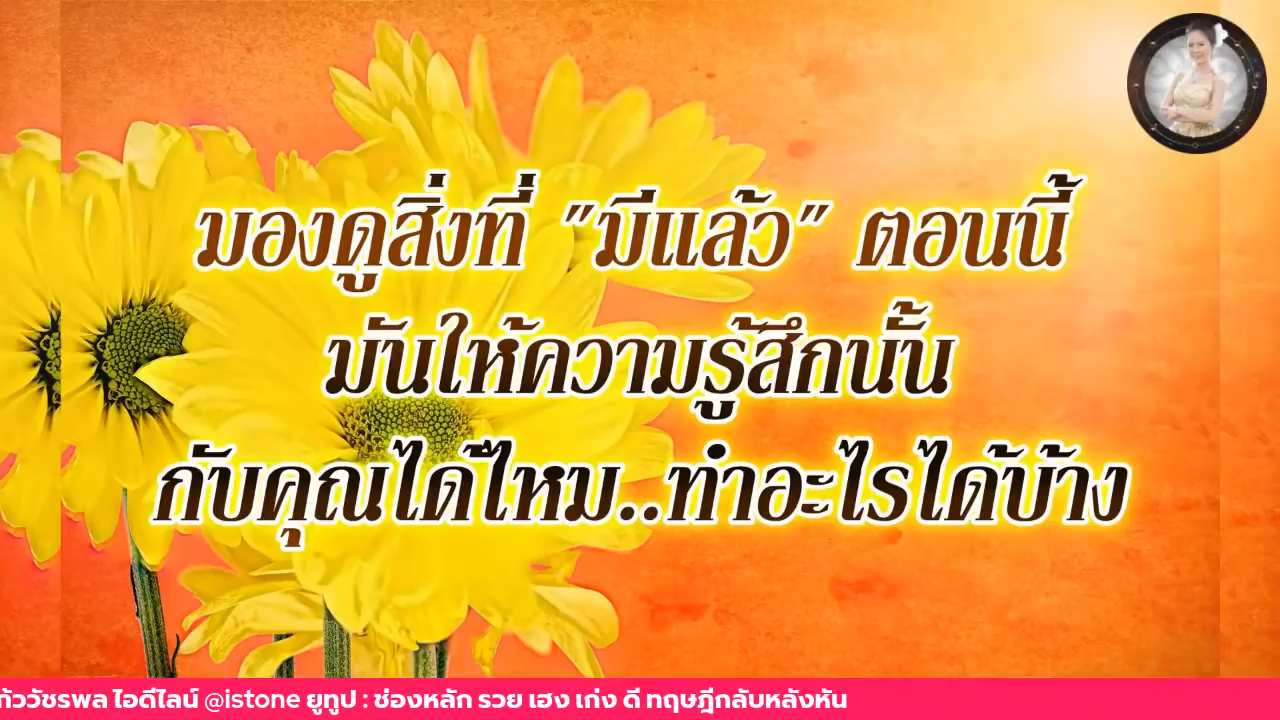 มองดูสิ่งที่ "มีแล้ว" ตอนนี้
มันให้ความรู้สึกนั้น
กับคุณได้ไหม..ทำอะไรได้บ้าง
ก้ววัชรพล ไอดีไลน์ @istone ยูทูป : ช่องหลัก รวย เฮง เก่ง ดี ทฤษฎีกลับหลังหัน